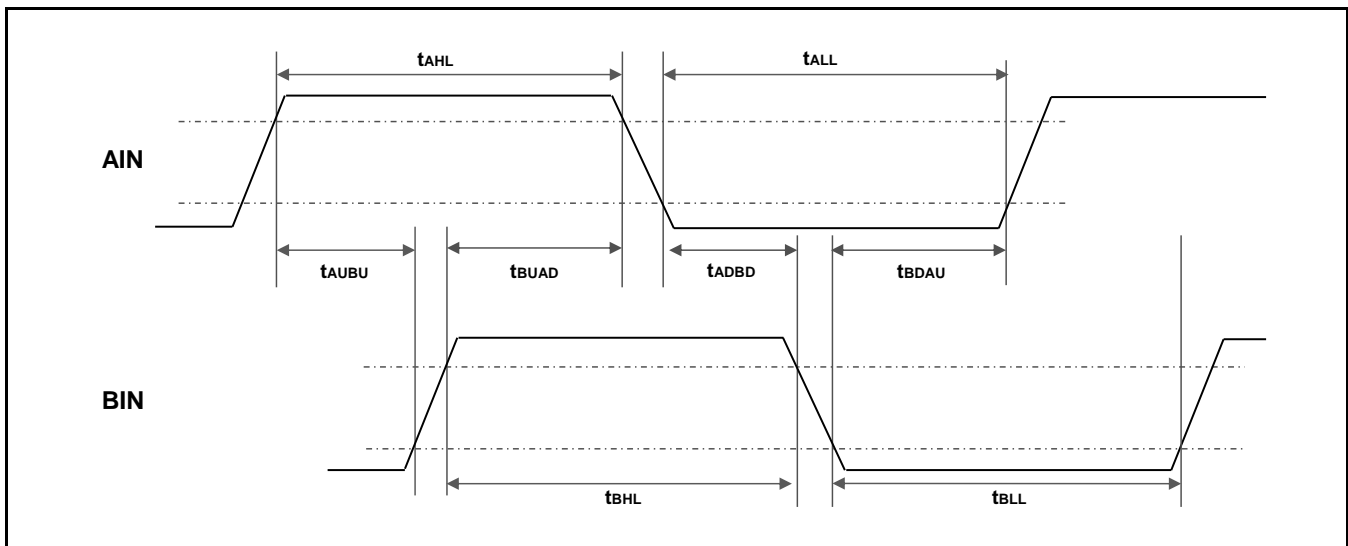 tAHL tALL
AIN
tAUBU tBUAD tADBD tBDAU
BIN
tBHL tBLL